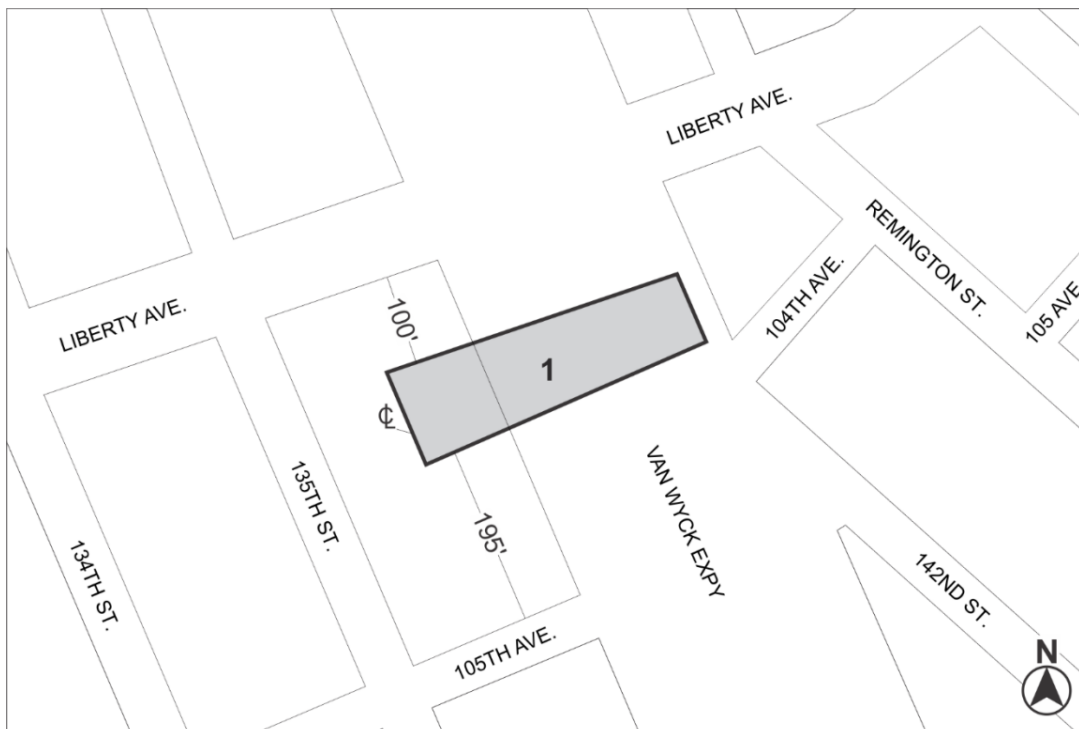 LIBERTY AVE.
REMINGTON ST.
104TH AVE.
105 AVE.
LIBERTY AVE.
100'
1
℄
135TH ST.
195'
VAN WYCK EXPY
134TH ST.
142ND ST.
105TH AVE.
N